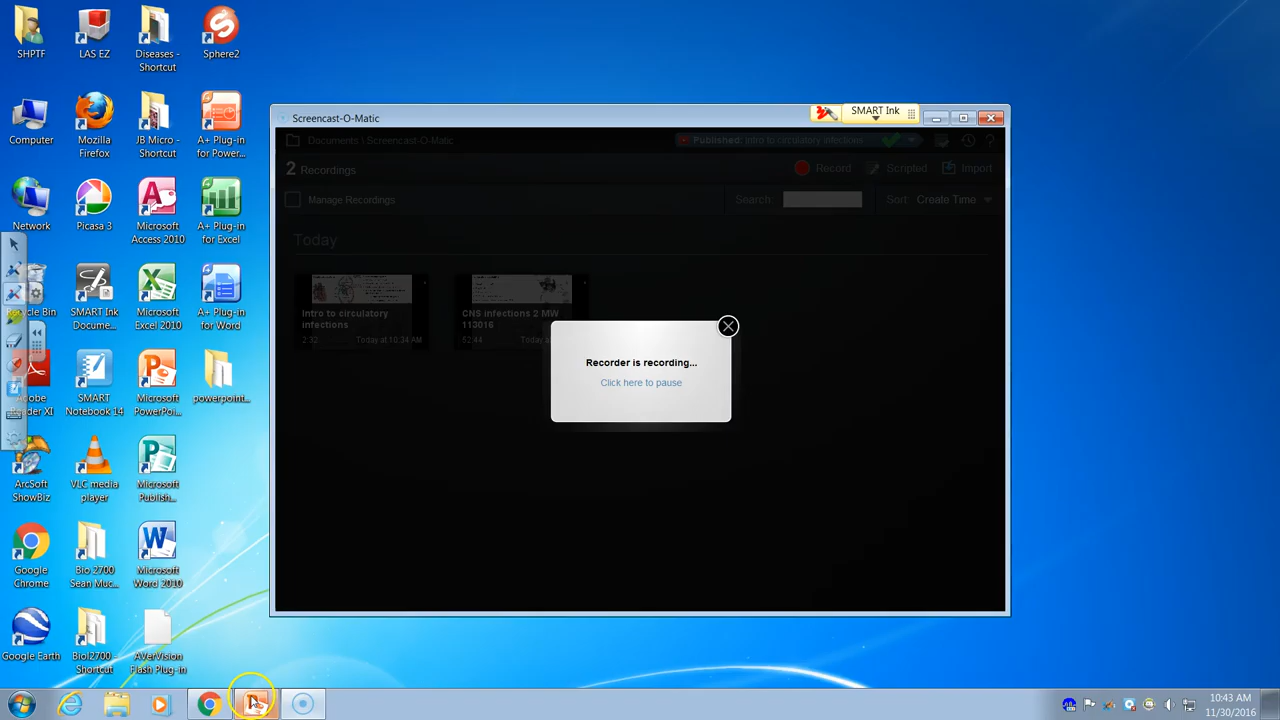 SHPTF
LAS EZ
Diseases -
Shortcut
Sphere2
Computer
Mozilla
Firefox
JB Micro -
Shortcut
A+ Plug-in
for Power...
Network
Picasa 3
Microsoft
Access 2010
A+ Plug-in
for Excel
SMART Ink
Docume...
Microsoft
Excel 2010
A+ Plug-in
for Word
SMART
Notebook 14
Microsoft
PowerPoi...
powerpoint...
ArcSoft
ShowBiz
VLC media
player
Microsoft
Publish...
Google
Chrome
Bio 2700
Sean Muc...
Microsoft
Word 2010
Google Earth
Biol2700 -
Shortcut
AVerVision
Flash Plug-in
Screencast-O-Matic
SMART Ink
Documents \ Screencast-O-Matic
Published: Intro to circulatory infections
2 Recordings
Record
Scripted
Import
Manage Recordings
Search:
Sort: Create Time
Today
Intro to circulatory
infections
2:32
Today at 10:34 AM
CNS infections 2 MW
113016
52:44
Today
Recorder is recording...
Click here to pause
10:43 AM
11/30/2016